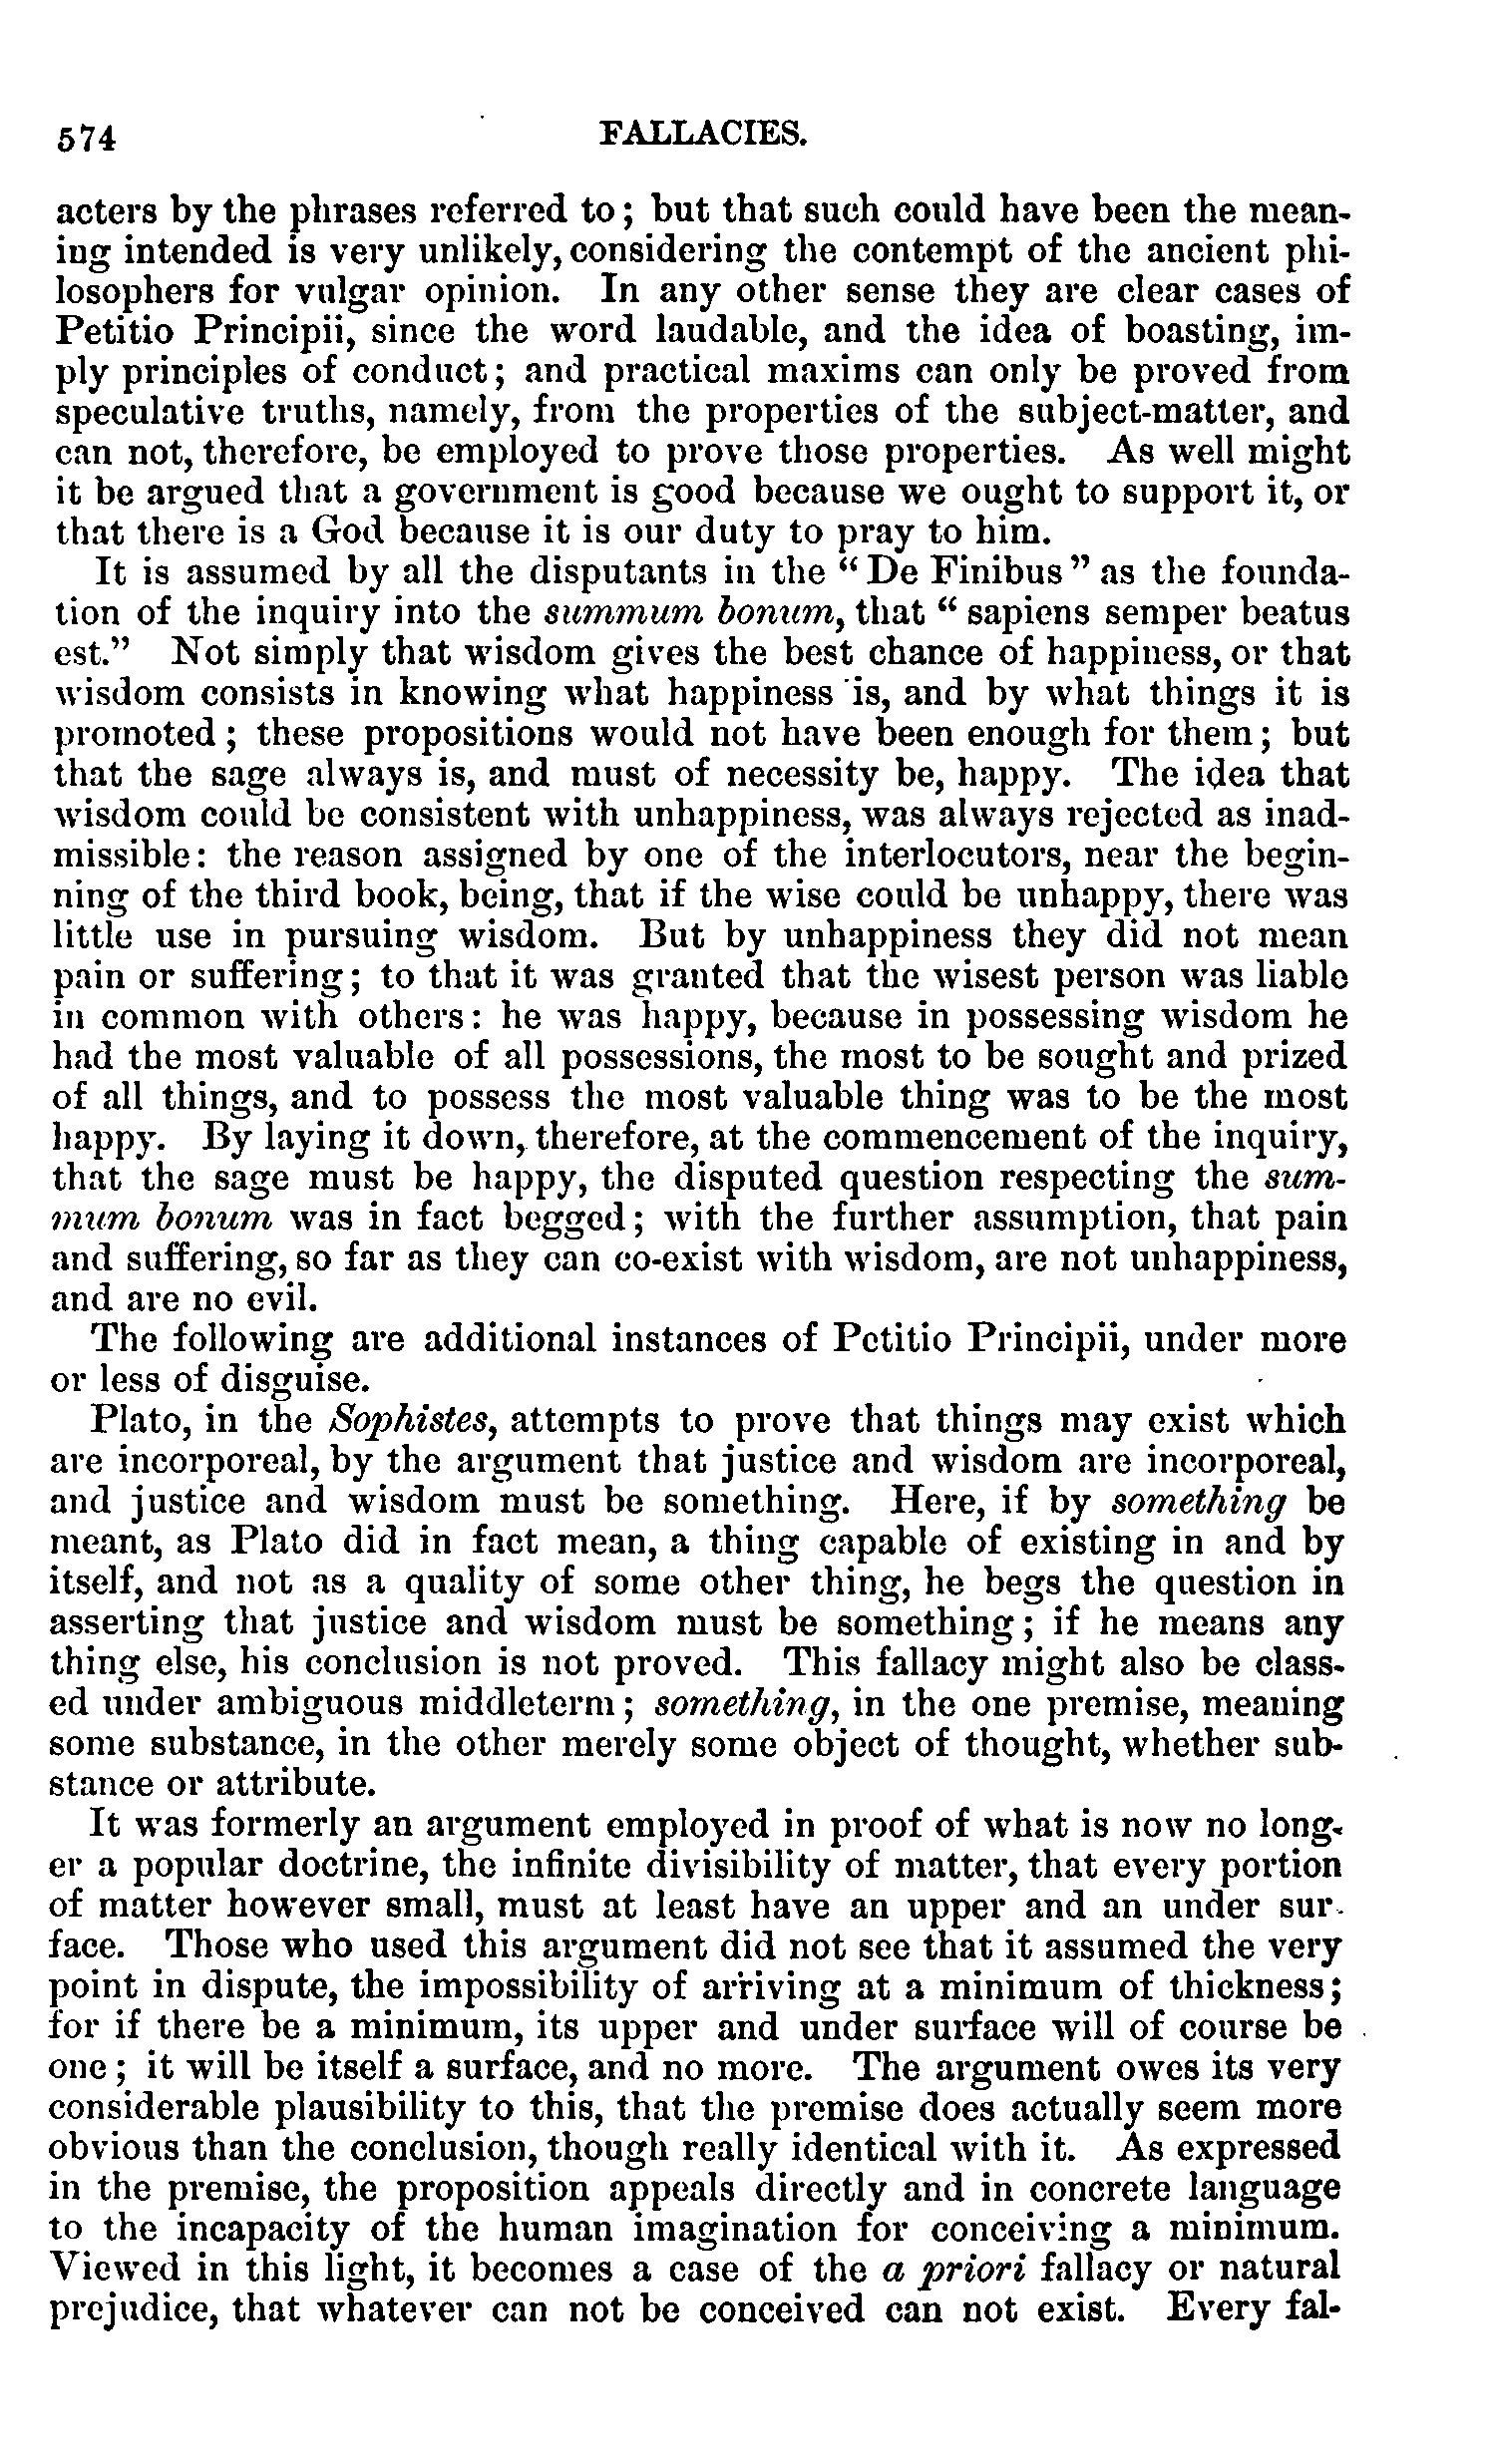 574 FALLACIES.
acters by the phrases referred to; but that such could have been the mean-
ing intended is very unlikely, considering the contempt of the ancient phi-
losophers for vulgar opinion. In any other sense they are clear cases of
Petitio Principii, since the word laudable, and the idea of boasting, im-
ply principles of conduct; and practical maxims can only be proved from
speculative truths, namely, from the properties of the subject-matter, and
can not, therefore, be employed to prove those properties. As well might
it be argued that a government is good because we ought to support it, or
that there is a God because it is our duty to pray to him.
It is assumed by all the disputants in the “De Finibus” as the founda-
tion of the inquiry into the summum bonum, that “sapiens semper beatus
est.” Not simply that wisdom gives the best chance of happiness, or that
wisdom consists in knowing what happiness is, and by what things it is
promoted; these propositions would not have been enough for them; but
that the sage always is, and must of necessity be, happy. The idea that
wisdom could be consistent with unhappiness, was always rejected as inad-
missible: the reason assigned by one of the interlocutors, near the begin-
ning of the third book, being, that if the wise could be unhappy, there was
little use in pursuing wisdom. But by unhappiness they did not mean
pain or suffering; to that it was granted that the wisest person was liable
in common with others: he was happy, because in possessing wisdom he
had the most valuable of all possessions, the most to be sought and prized
of all things, and to possess the most valuable thing was to be the most
happy. By laying it down, therefore, at the commencement of the inquiry,
that the sage must be happy, the disputed question respecting the sum-
mum bonum was in fact begged; with the further assumption, that pain
and suffering, so far as they can co-exist with wisdom, are not unhappiness,
and are no evil.
The following are additional instances of Petitio Principii, under more
or less of disguise.
Plato, in the Sophistes, attempts to prove that things may exist which
are incorporeal, by the argument that justice and wisdom are incorporeal,
and justice and wisdom must be something. Here, if by something be
meant, as Plato did in fact mean, a thing capable of existing in and by
itself, and not as a quality of some other thing, he begs the question in
asserting that justice and wisdom must be something; if he means any
thing else, his conclusion is not proved. This fallacy might also be class-
ed under ambiguous middleterm; something, in the one premise, meaning
some substance, in the other merely some object of thought, whether sub-
stance or attribute.
It was formerly an argument employed in proof of what is now no long-
er a popular doctrine, the infinite divisibility of matter, that every portion
of matter however small, must at least have an upper and an under sur-
face. Those who used this argument did not see that it assumed the very
point in dispute, the impossibility of arriving at a minimum of thickness;
for if there be a minimum, its upper and under surface will of course be
one; it will be itself a surface, and no more. The argument owes its very
considerable plausibility to this, that the premise does actually seem more
obvious than the conclusion, though really identical with it. As expressed
in the premise, the proposition appeals directly and in concrete language
to the incapacity of the human imagination for conceiving a minimum.
Viewed in this light, it becomes a case of the a priori fallacy or natural
prejudice, that whatever can not be conceived can not exist. Every fal-